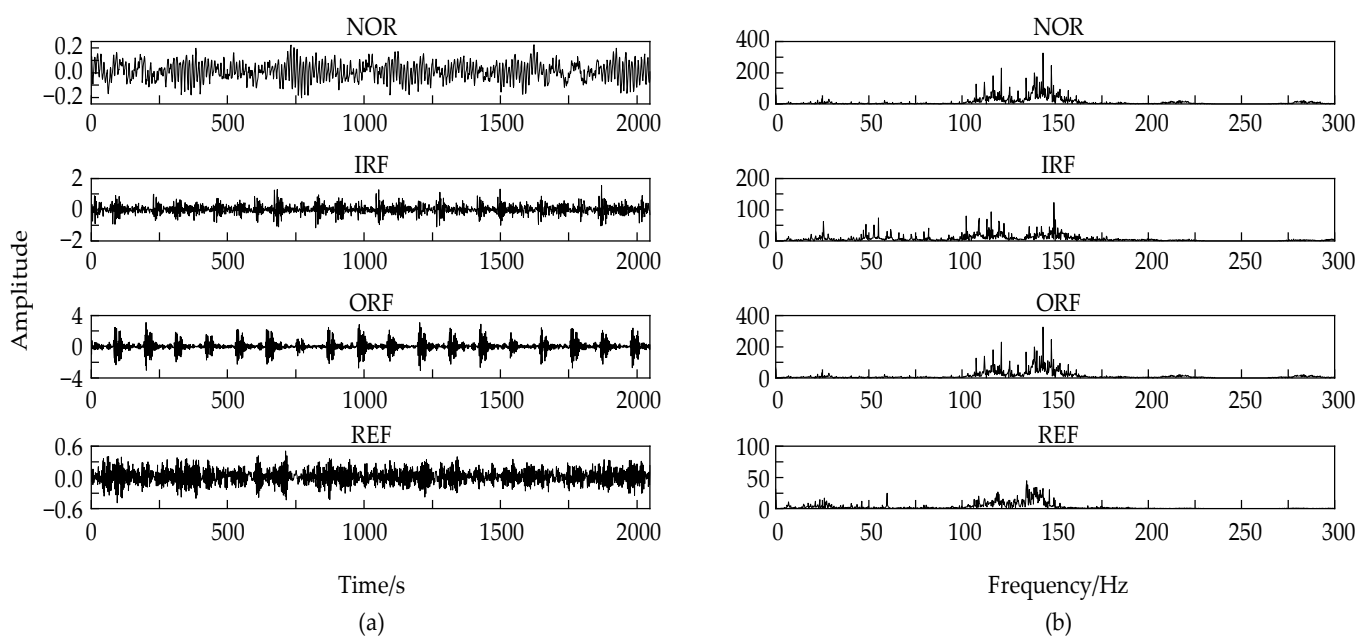 NOR
0.2
0.0
−0.2
0 500 1000 1500 2000
IRF
2
0
−2
0 500 1000 1500 2000
ORF
4
0
−4
0 500 1000 1500 2000
REF
0.6
0.0
−0.6
0 500 1000 1500 2000
Amplitude
Time/s
(a)
NOR
400
200
0
0 50 100 150 200 250 300
IRF
200
100
0
0 50 100 150 200 250 300
ORF
400
200
0
0 50 100 150 200 250 300
REF
100
50
0
0 50 100 150 200 250 300
Frequency/Hz
(b)